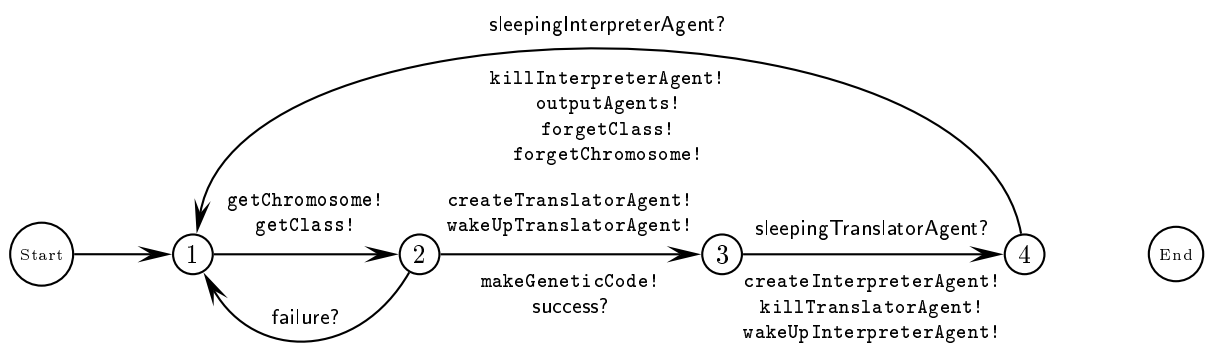 sleepingInterpreterAgent?
killInterpreterAgent!
outputAgents!
forgetClass!
forgetChromosome!
getChromosome!
getClass!
createTranslatorAgent!
wakeUpTranslatorAgent!
sleepingTranslatorAgent?
Start
1
2
3
4
End
makeGeneticCode!
success?
createInterpreterAgent!
killTranslatorAgent!
wakeUpInterpreterAgent!
failure?